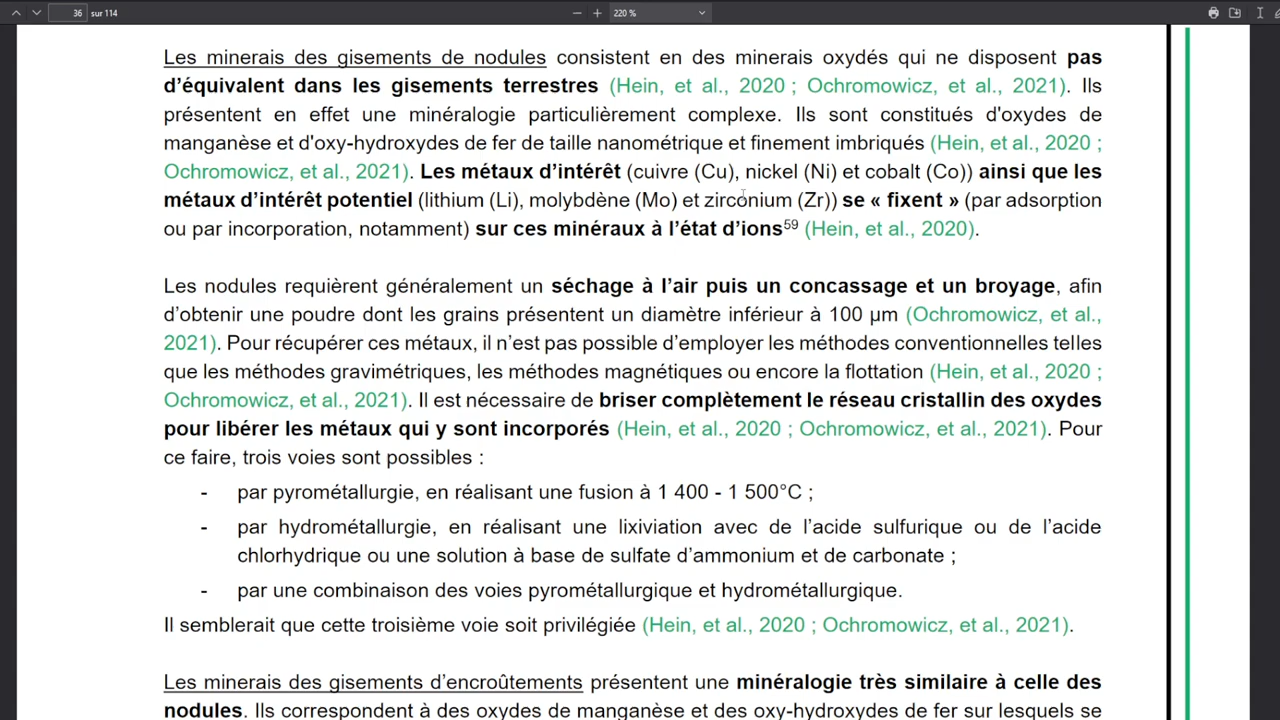 36 sur 114
220 %
Les minerais des gisements de nodules consistent en des minerais oxydés qui ne disposent pas
d'équivalent dans les gisements terrestres (Hein, et al., 2020 ; Ochromowicz, et al., 2021). Ils
présentent en effet une minéralogie particulièrement complexe. Ils sont constitués d'oxydes de
manganèse et d'oxy-hydroxydes de fer de taille nanométrique et finement imbriqués (Hein, et al., 2020 ;
Ochromowicz, et al., 2021). Les métaux d'intérêt (cuivre (Cu), nickel (Ni) et cobalt (Co)) ainsi que les
métaux d'intérêt potentiel (lithium (Li), molybdène (Mo) et zirconium (Zr)) se « fixent » (par adsorption
ou par incorporation, notamment) sur ces minéraux à l'état d'ions59 (Hein, et al., 2020).
Les nodules requièrent généralement un séchage à l'air puis un concassage et un broyage, afin
d'obtenir une poudre dont les grains présentent un diamètre inférieur à 100 µm (Ochromowicz, et al.,
2021). Pour récupérer ces métaux, il n'est pas possible d'employer les méthodes conventionnelles telles
que les méthodes gravimétriques, les méthodes magnétiques ou encore la flottation (Hein, et al., 2020 ;
Ochromowicz, et al., 2021). Il est nécessaire de briser complètement le réseau cristallin des oxydes
pour libérer les métaux qui y sont incorporés (Hein, et al., 2020 ; Ochromowicz, et al., 2021). Pour
ce faire, trois voies sont possibles :
- par pyrométallurgie, en réalisant une fusion à 1 400 - 1 500°C ;
- par hydrométallurgie, en réalisant une lixiviation avec de l'acide sulfurique ou de l'acide
chlorhydrique ou une solution à base de sulfate d'ammonium et de carbonate ;
- par une combinaison des voies pyrométallurgique et hydrométallurgique.
Il semblerait que cette troisième voie soit privilégiée (Hein, et al., 2020 ; Ochromowicz, et al., 2021).
Les minerais des gisements d'encroûtements présentent une minéralogie très similaire à celle des
nodules. Ils correspondent à des oxydes de manganèse et des oxy-hydroxydes de fer sur lesquels se